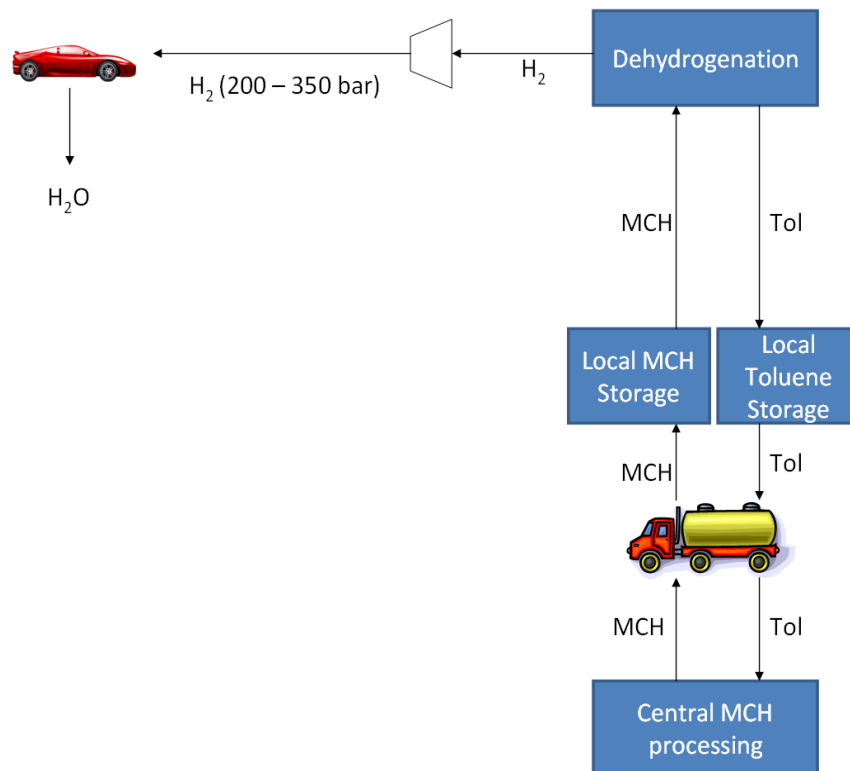 Dehydrogenation
H₂
H₂ (200 – 350 bar)
H₂O
MCH
Tol
Local MCH
Storage
Local
Toluene
Storage
MCH
Tol
MCH
Tol
Central MCH
processing